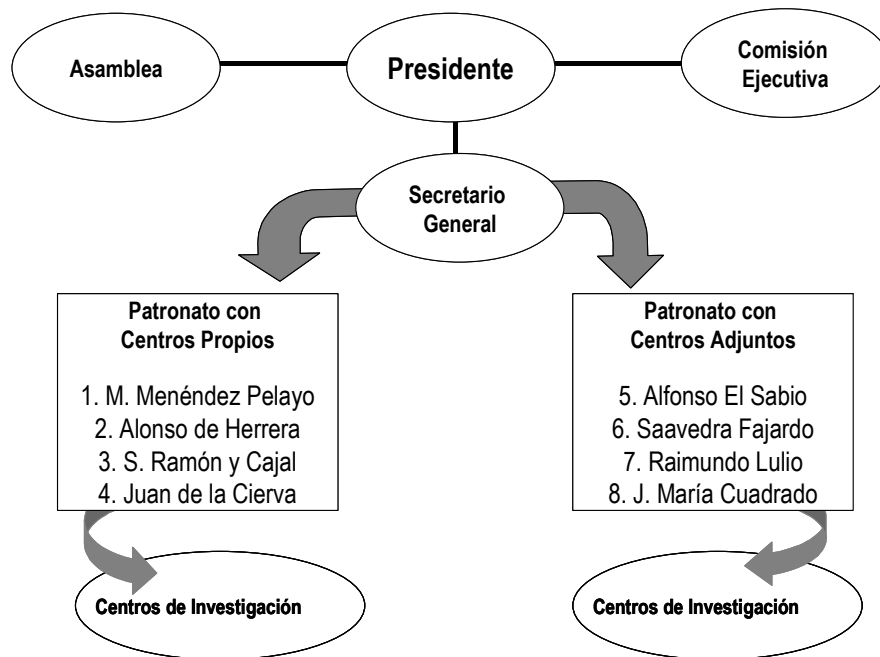 Asamblea
Presidente
Comisión
Ejecutiva
Secretario
General
Patronato con
Centros Propios
1. M. Menéndez Pelayo
2. Alonso de Herrera
3. S. Ramón y Cajal
4. Juan de la Cierva
Patronato con
Centros Adjuntos
5. Alfonso El Sabio
6. Saavedra Fajardo
7. Raimundo Lulio
8. J. María Cuadrado
Centros de Investigación
Centros de Investigación